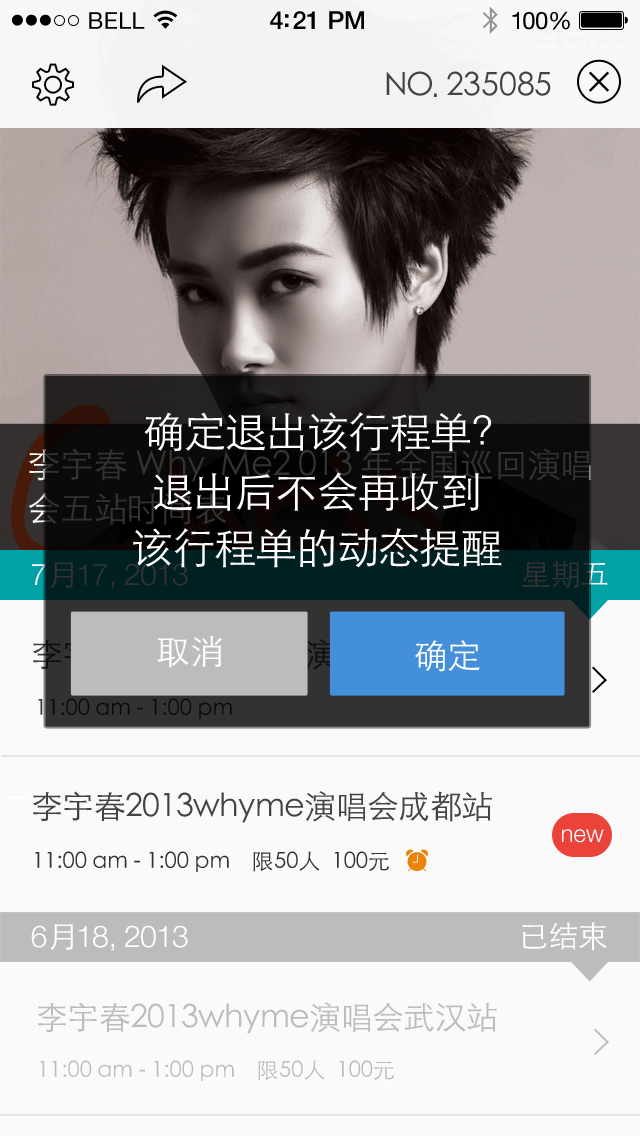 BELL 4:21 PM 100%
NO. 235085
确定退出该行程单?
李宇春 Why Me2013年全国巡回演唱
退出后不会再收到
会五站时间表
该行程单的动态提醒
7月17, 2013 星期五
取消 确定
11:00 am - 1:00 pm
李宇春2013whyme演唱会成都站
new
11:00 am - 1:00 pm 限50人 100元
6月18, 2013 已结束
李宇春2013whyme演唱会武汉站
11:00 am - 1:00 pm 限50人 100元